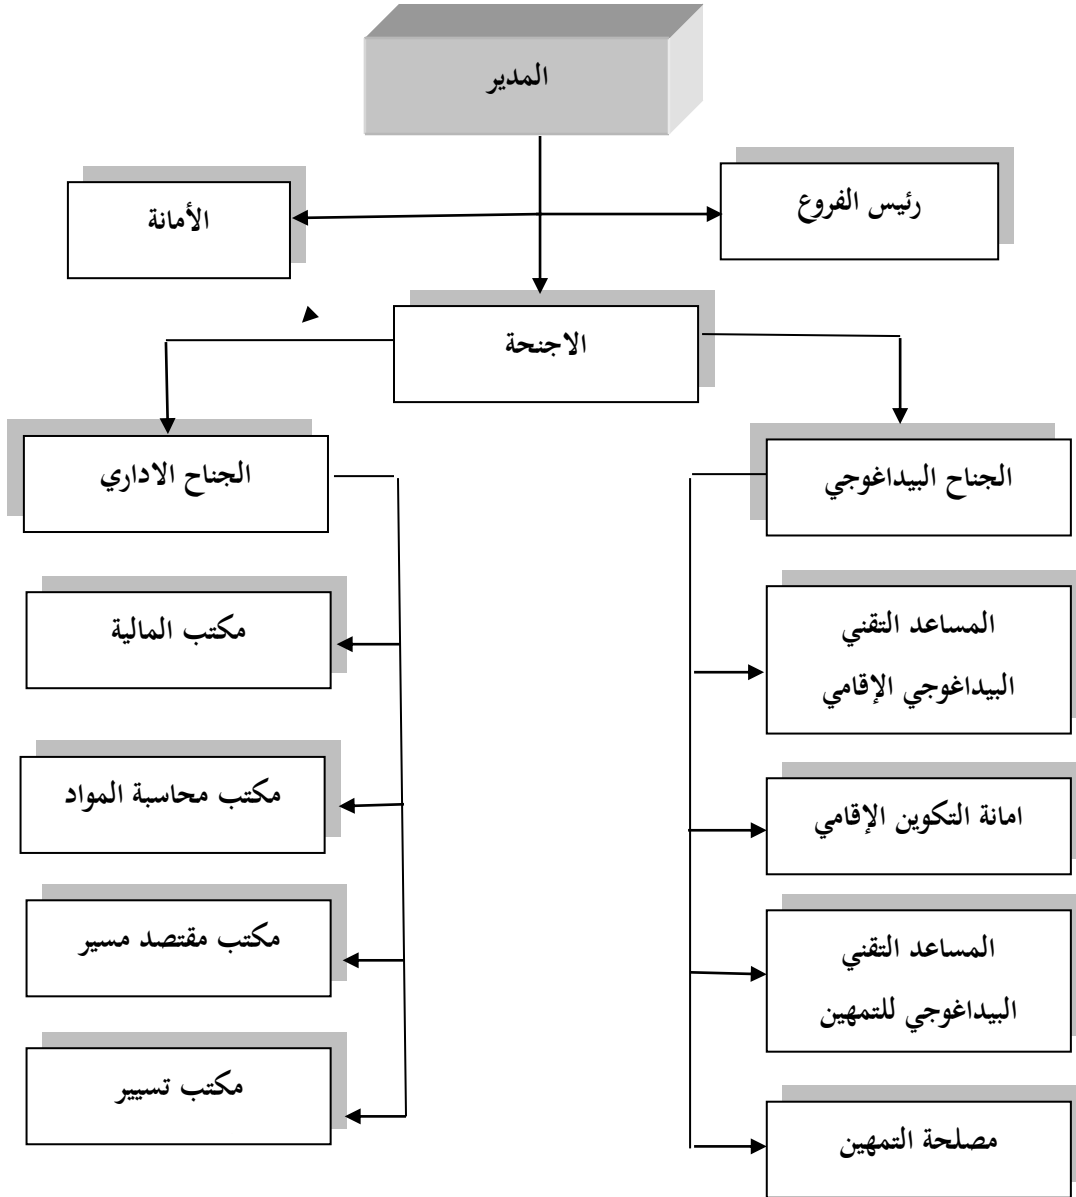 المدير
رئيس الفروع
الأمانة
الاجنحة
الجناح البيداغوجي
الجناح الاداري
المساعد التقني
البيداغوجي الإقامي
امانة التكوين الإقامي
المساعد التقني
البيداغوجي للتمهين
مصلحة التمهين
مكتب المالية
مكتب محاسبة المواد
مكتب مقتصد مسير
مكتب تسيير